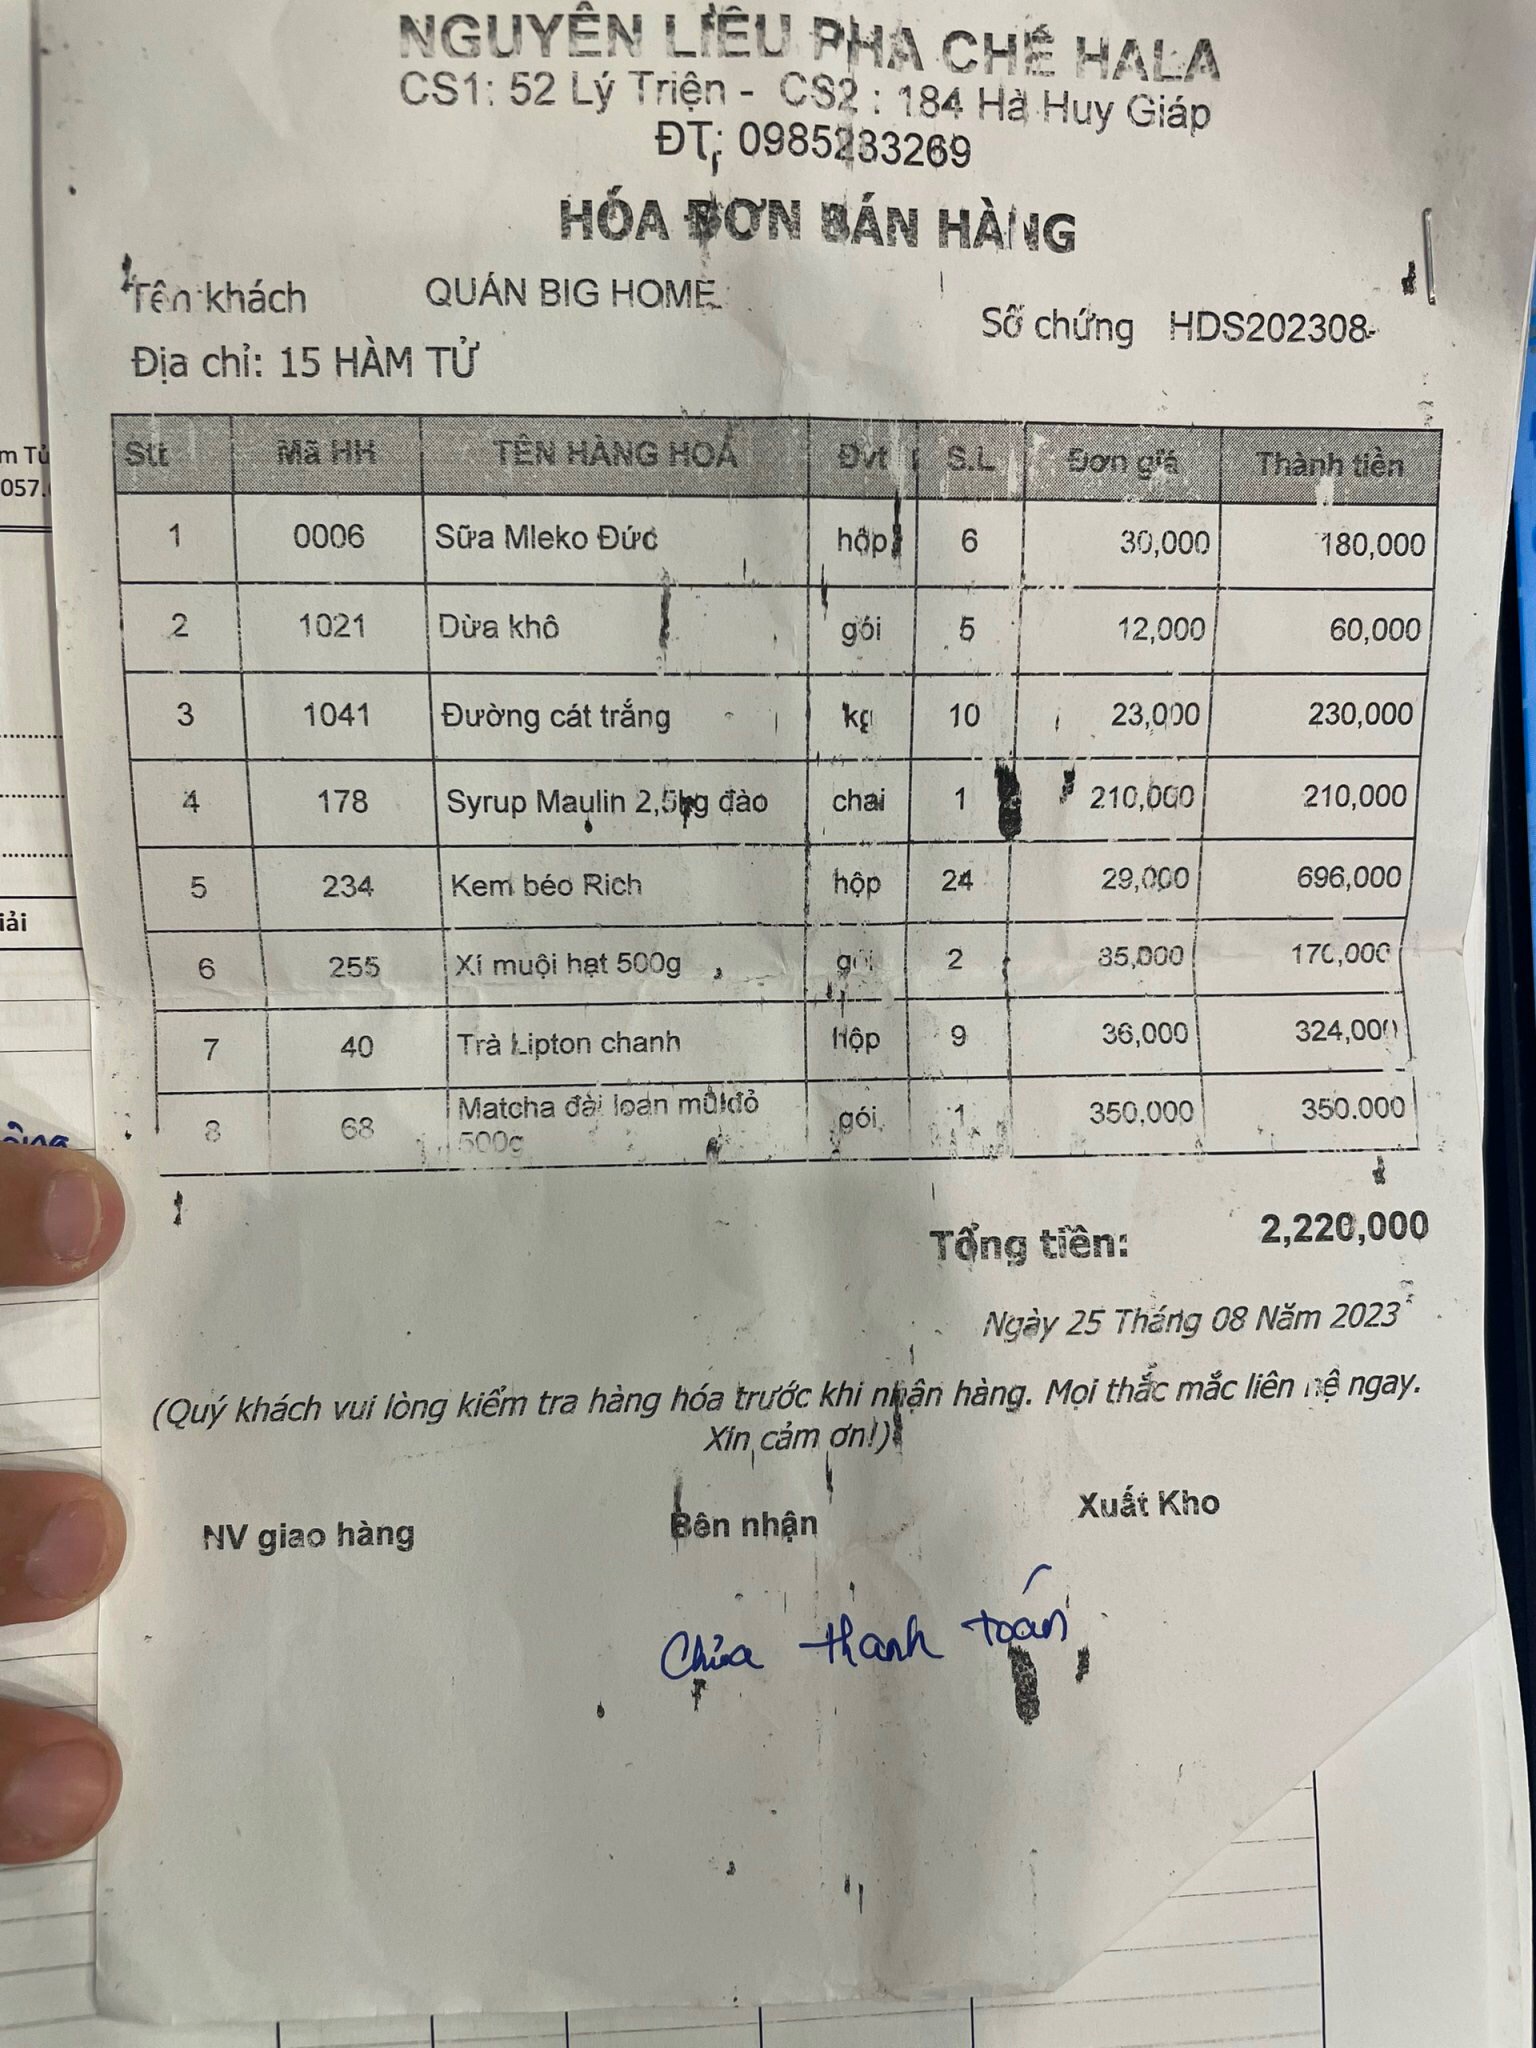 NGUYÊN LIỆU PHA CHẾ HALA
CS1: 52 Lý Triện - CS2 : 184 Hà Huy Giáp
ĐT: 0985233269
HÓA ĐƠN BÁN HÀNG
Tên khách QUÁN BIG HOME
Số chứng HDS202308-
Địa chỉ: 15 HÀM TỬ
Stt Mã HH TÊN HÀNG HOÁ Đvt S.L Đơn giá Thành tiền
1 0006 Sữa Mleko Đức hộp 6 30,000 180,000
2 1021 Dừa khô gói 5 12,000 60,000
3 1041 Đường cát trắng kg 10 23,000 230,000
4 178 Syrup Maulin 2,5kg đào chai 1 210,000 210,000
5 234 Kem béo Rich hộp 24 29,000 696,000
6 255 Xí muội hạt 500g gói 2 85,000 170,000
7 40 Trà Lipton chanh hộp 9 36,000 324,000
8 68 Matcha đài loan gói 1 350,000 350.000
500g
Tổng tiền: 2,220,000
Ngày 25 Tháng 08 Năm 2023
(Quý khách vui lòng kiểm tra hàng hóa trước khi nhận hàng. Mọi thắc mắc liên hệ ngay.
Xin cảm ơn!)
NV giao hàng Bên nhận Xuất Kho
Chưa thanh toán
m Tử
057.
iải